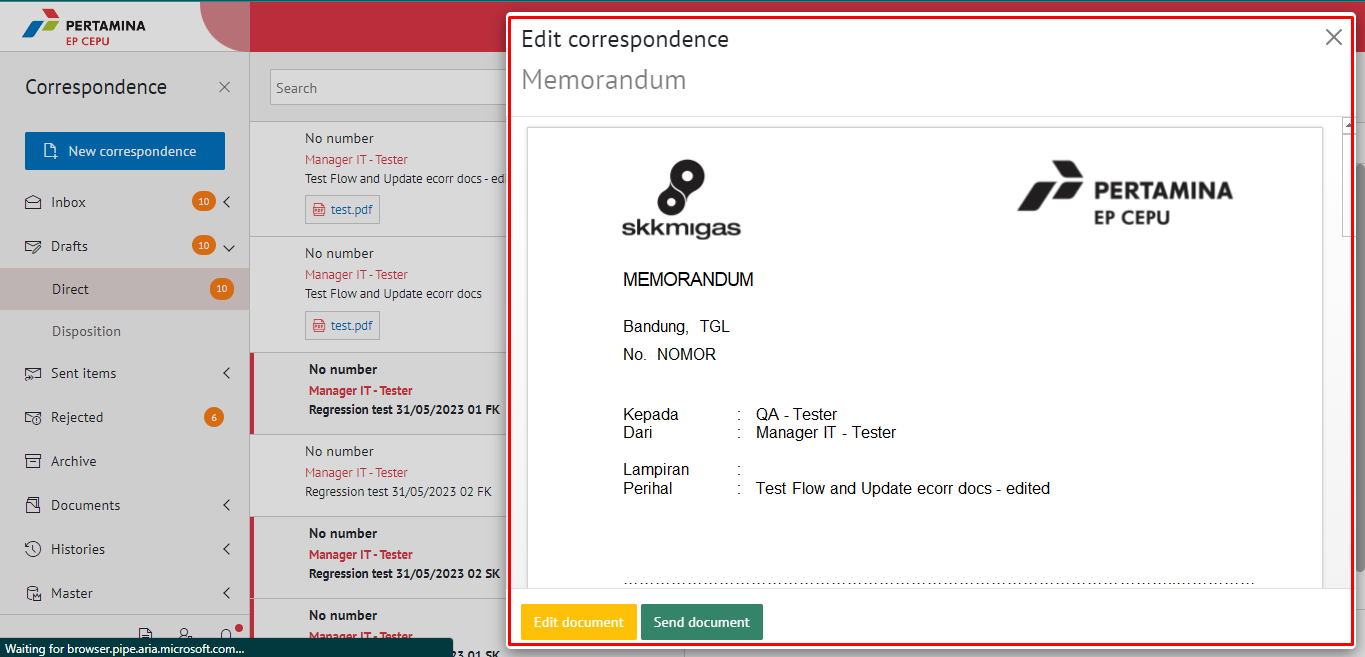 PERTAMINA
EP CEPU
Correspondence
New correspondence
Inbox 10
Drafts 10
Direct 10
Disposition
Sent items
Rejected 6
Archive
Documents
Histories
Master
Waiting for browser.pipe.aria.microsoft.com...
Search
No number
Manager IT - Tester
Test Flow and Update ecorr docs - edi
test.pdf
No number
Manager IT - Tester
Test Flow and Update ecorr docs
test.pdf
No number
Manager IT - Tester
Regression test 31/05/2023 01 FK
No number
Manager IT - Tester
Regression test 31/05/2023 02 FK
No number
Manager IT - Tester
Regression test 31/05/2023 02 SK
No number
Manager IT - Tester
23 01 SK
Edit correspondence
Memorandum
skkmigas
PERTAMINA
EP CEPU
MEMORANDUM
Bandung, TGL
No. NOMOR
Kepada : QA - Tester
Dari : Manager IT - Tester
Lampiran :
Perihal : Test Flow and Update ecorr docs - edited
Edit document
Send document